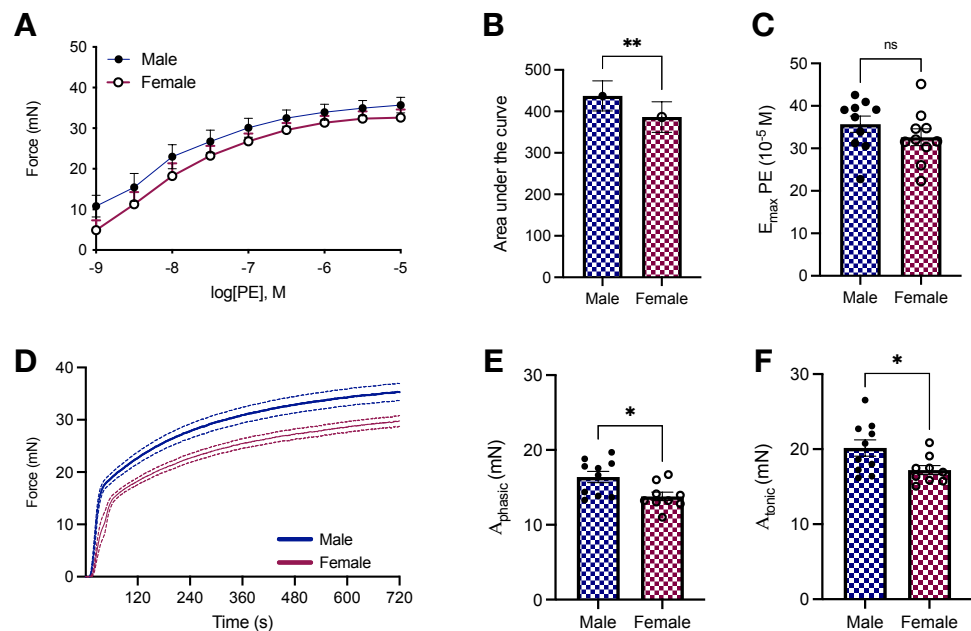 A
Force (mN)
50
40
30
20
10
0
Male
Female
-9
-8
-7
-6
-5
log[PE], M
B
**
Area under the curve
500
400
300
200
100
0
Male
Female
C
ns
Emax PE (10-5 M)
50
40
30
20
10
0
Male
Female
D
Force (mN)
40
30
20
10
0
Male
Female
120
240
360
480
600
720
Time (s)
E
*
Aphasic (mN)
30
20
10
0
Male
Female
F
*
Atonic (mN)
30
20
10
0
Male
Female